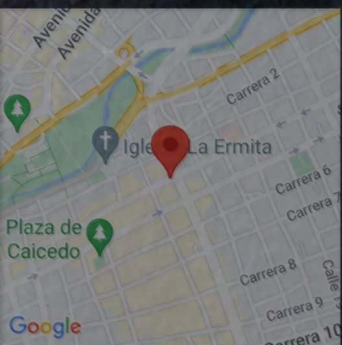 Avenid
Avenida
Carrera 2
Igle La Ermita
Carrera 6
Carrera 7
Plaza de
Caicedo
Carrera 8
Calle
Carrera 9
Carrera 10
Google